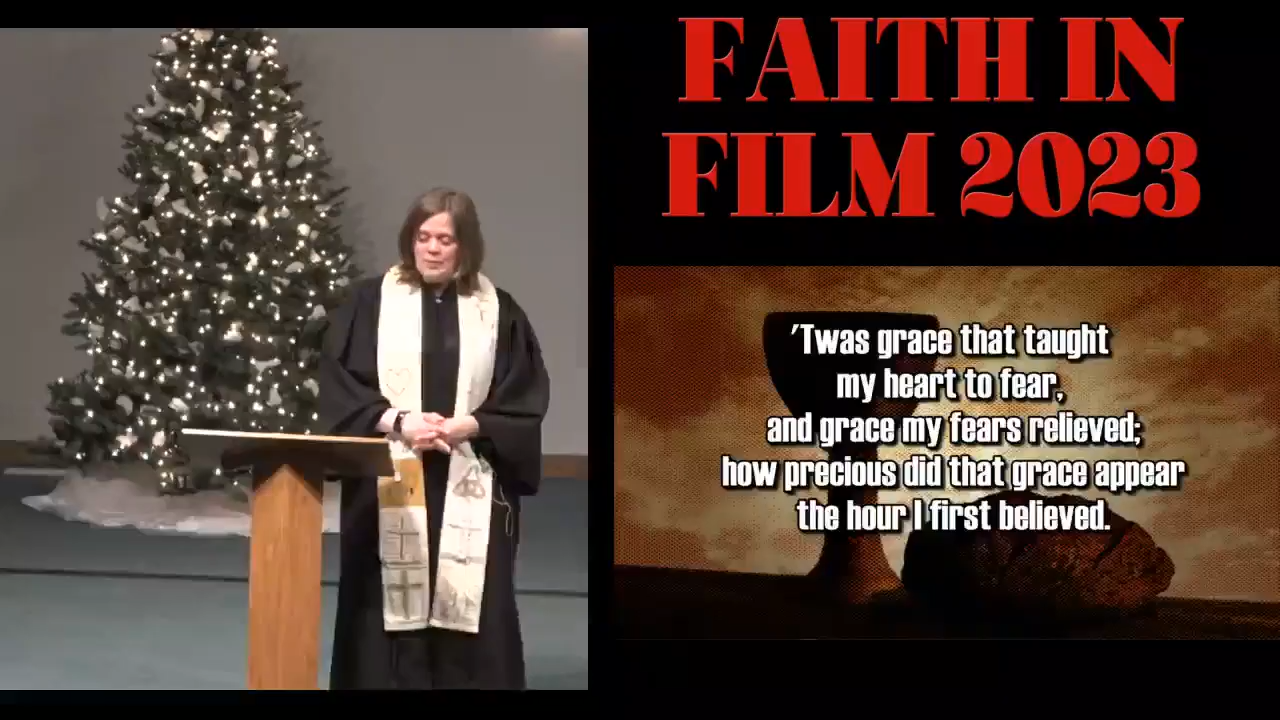 FAITH IN
FILM 2023
'Twas grace that taught
my heart to fear,
and grace my fears relieved;
how precious did that grace appear
the hour I first believed.